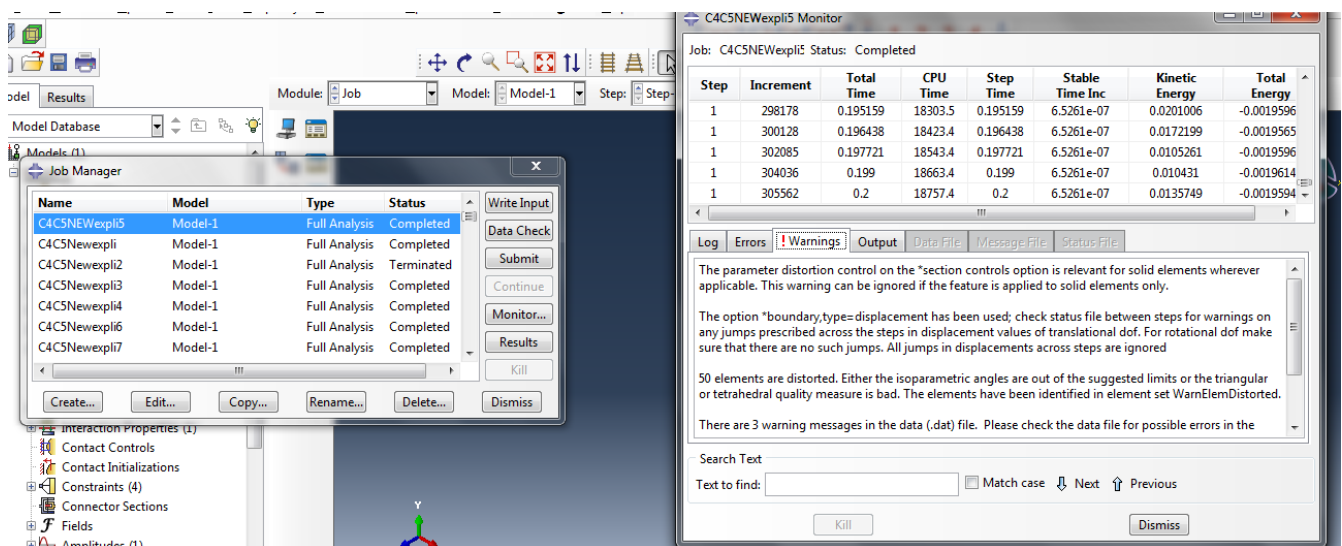 C4C5NEWexpli5 Monitor
Job: C4C5NEWexpli5 Status: Completed
Step Increment Total Time CPU Time Step Time Stable Time Inc Kinetic Energy Total Energy
1 298178 0.195159 18303.5 0.195159 6.5261e-07 0.0201006 -0.0019596
1 300128 0.196438 18423.4 0.196438 6.5261e-07 0.0172199 -0.0019565
1 302085 0.197721 18543.4 0.197721 6.5261e-07 0.0105261 -0.0019596
1 304036 0.199 18663.4 0.199 6.5261e-07 0.010431 -0.0019614
1 305562 0.2 18757.4 0.2 6.5261e-07 0.0135749 -0.0019594
Log Errors ! Warnings Output Data File Message File Status File
The parameter distortion control on the *section controls option is relevant for solid elements wherever
applicable. This warning can be ignored if the feature is applied to solid elements only.
The option *boundary,type=displacement has been used; check status file between steps for warnings on
any jumps prescribed across the steps in displacement values of translational dof. For rotational dof make
sure that there are no such jumps. All jumps in displacements across steps are ignored
50 elements are distorted. Either the isoparametric angles are out of the suggested limits or the triangular
or tetrahedral quality measure is bad. The elements have been identified in element set WarnElemDistorted.
There are 3 warning messages in the data (.dat) file. Please check the data file for possible errors in the
Search Text
Text to find: Match case Next Previous
Kill Dismiss
odel Results
Module: Job Model: Model-1 Step: Step-
Model Database
Models (1)
Job Manager
x
Name Model Type Status
C4C5NEWexpli5 Model-1 Full Analysis Completed
C4C5Newexpli Model-1 Full Analysis Completed
C4C5Newexpli2 Model-1 Full Analysis Terminated
C4C5Newexpli3 Model-1 Full Analysis Completed
C4C5Newexpli4 Model-1 Full Analysis Completed
C4C5Newexpli6 Model-1 Full Analysis Completed
C4C5Newexpli7 Model-1 Full Analysis Completed
Write Input
Data Check
Submit
Continue
Monitor...
Results
Kill
Create... Edit... Copy... Rename... Delete... Dismiss
Interaction Properties (1)
Contact Controls
Contact Initializations
Constraints (4)
Connector Sections
F Fields
Amplitudes (1)
Y